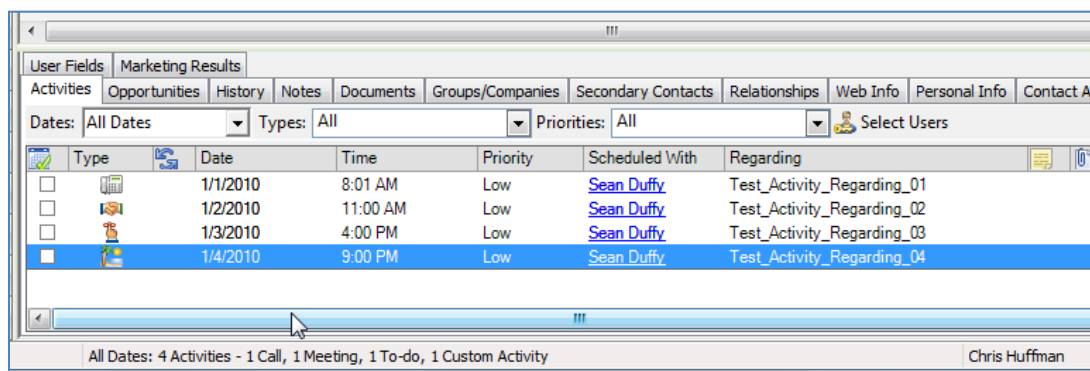 User Fields Marketing Results
Activities Opportunities History Notes Documents Groups/Companies Secondary Contacts Relationships Web Info Personal Info Contact A
Dates: All Dates Types: All Priorities: All Select Users
Type Date Time Priority Scheduled With Regarding
1/1/2010 8:01 AM Low Sean Duffy Test_Activity_Regarding_01
1/2/2010 11:00 AM Low Sean Duffy Test_Activity_Regarding_02
1/3/2010 4:00 PM Low Sean Duffy Test_Activity_Regarding_03
1/4/2010 9:00 PM Low Sean Duffy Test_Activity_Regarding_04
All Dates: 4 Activities - 1 Call, 1 Meeting, 1 To-do, 1 Custom Activity Chris Huffman